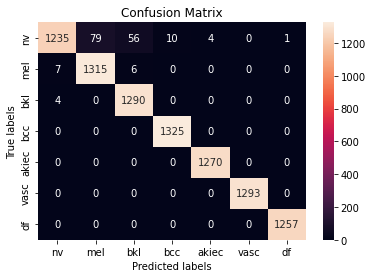 Confusion Matrix
nv 1235 79 56 10 4 0 1
mel 7 1315 6 0 0 0 0
bkl 4 0 1290 0 0 0 0
bcc 0 0 0 1325 0 0 0
akiec 0 0 0 0 1270 0 0
vasc 0 0 0 0 0 1293 0
df 0 0 0 0 0 0 1257
nv mel bkl bcc akiec vasc df
True labels
Predicted labels
1200
1000
800
600
400
200
0